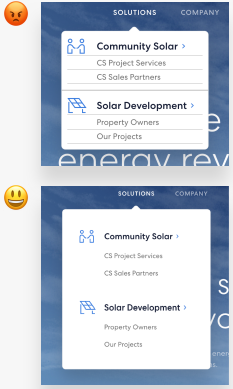 SOLUTIONS COMPANY
Community Solar >
CS Project Services
CS Sales Partners
Solar Development >
Property Owners
Our Projects
energy rev
SOLUTIONS COMPANY
Community Solar >
CS Project Services
CS Sales Partners
Solar Development >
Property Owners
Our Projects